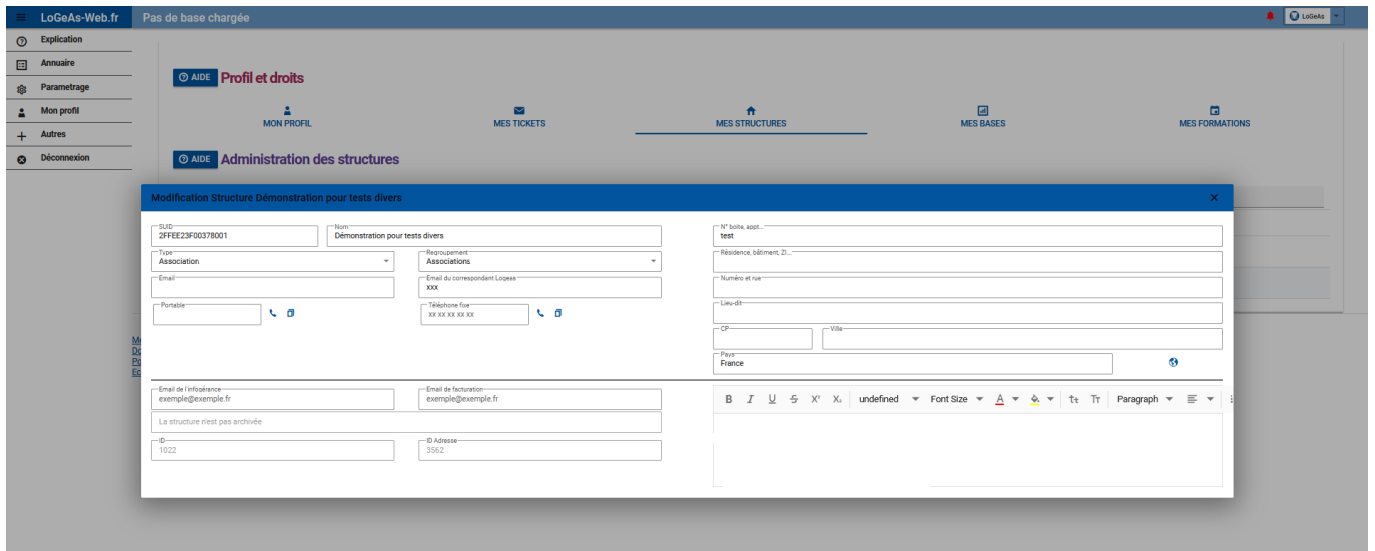 LoGeAs-Web.fr
Pas de base chargée
LoGeAs
Explication
Annuaire
Parametrage
Mon profil
Autres
Déconnexion
AIDE Profil et droits
MON PROFIL
MES TICKETS
MES STRUCTURES
MES BASES
MES FORMATIONS
AIDE Administration des structures
Modification Structure Démonstration pour tests divers
SUID
2FFEE23F00378001
Nom
Démonstration pour tests divers
Type
Association
Regroupement
Associations
Email
Email du correspondant Logeas
xxx
Portable
Téléphone fixe
xx xx xx xx xx
N° boite, appt...
test
Résidence, bâtiment, ZI...
Numéro et rue
Lieu-dit
CP
Ville
Pays
France
Email de l'infogérance
exemple@exemple.fr
Email de facturation
exemple@exemple.fr
La structure n'est pas archivée
ID
1022
ID Adresse
3562
undefined
Font Size
Paragraph